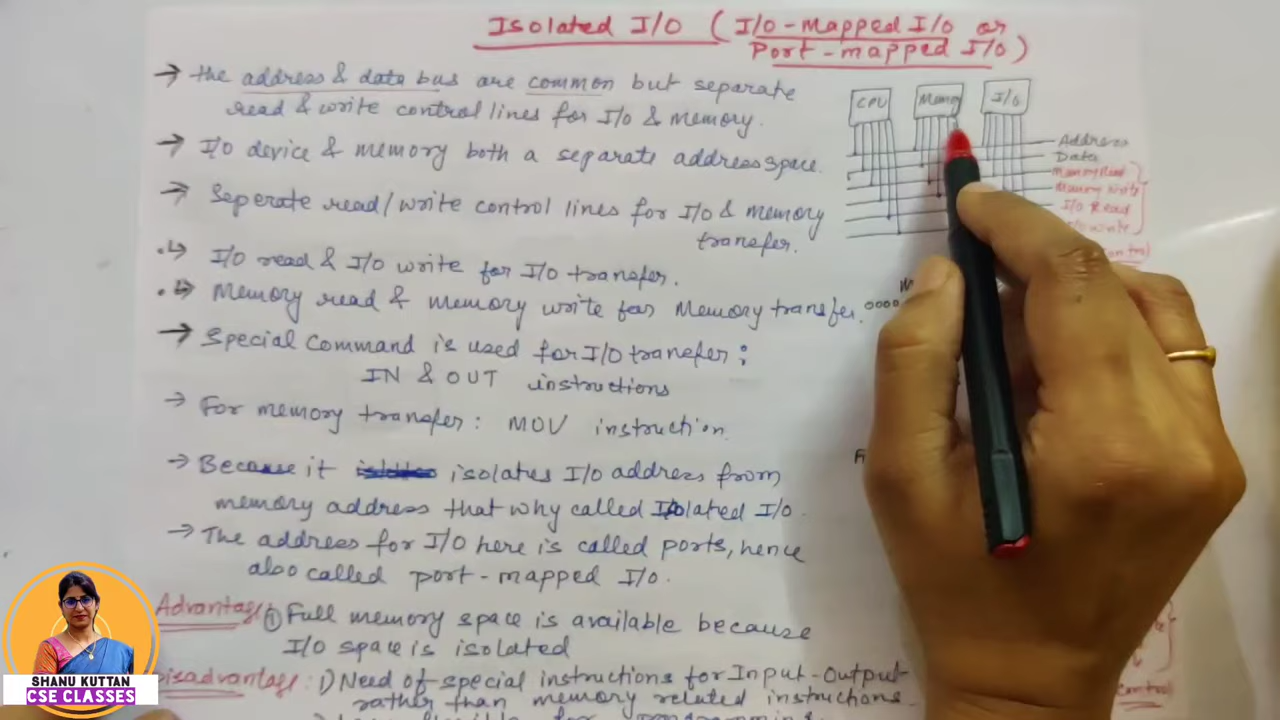 Isolated I/O ( I/O-Mapped I/O or
Port-mapped I/O )
→ the address & data bus are common but separate
read & write control lines for I/O & memory.
→ I/O device & memory both a separate address space.
→ Seperate read/write control lines for I/O & memory
transfer.
↳ I/O read & I/O write for I/O transfer.
↳ Memory read & memory write for Memory transfer.
→ Special Command is used for I/O transfer:
IN & OUT instructions
→ For memory transfer: MOV instruction.
→ Because it isolates I/O address from
memory address that why called Isolated I/O.
→ The address for I/O here is called ports, hence
also called port-mapped I/O.
Advantage: ① Full memory space is available because
I/O space is isolated
Disadvantage: 1) Need of special instructions for Input-Output
rather than memory related instructions.
CPU
Memory
I/O
Address
Data
Memory Read
Memory write
I/O Read
0000
control
SHANU KUTTAN
CSE CLASSES